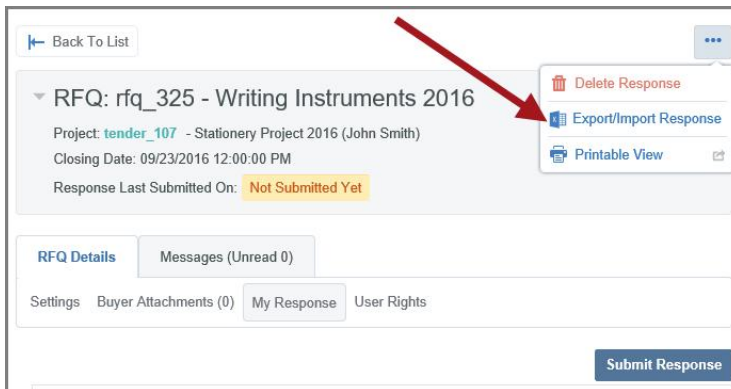 Back To List
•••
Delete Response
Export/Import Response
Printable View
RFQ: rfq_325 - Writing Instruments 2016
Project: tender_107 - Stationery Project 2016 (John Smith)
Closing Date: 09/23/2016 12:00:00 PM
Response Last Submitted On: Not Submitted Yet
RFQ Details Messages (Unread 0)
Settings Buyer Attachments (0) My Response User Rights
Submit Response